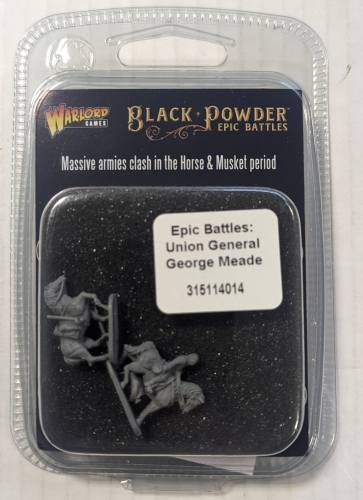 WARLORD
GAMES
BLACK·POWDER™
EPIC BATTLES
Massive armies clash in the Horse & Musket period
Epic Battles:
Union General
George Meade
315114014